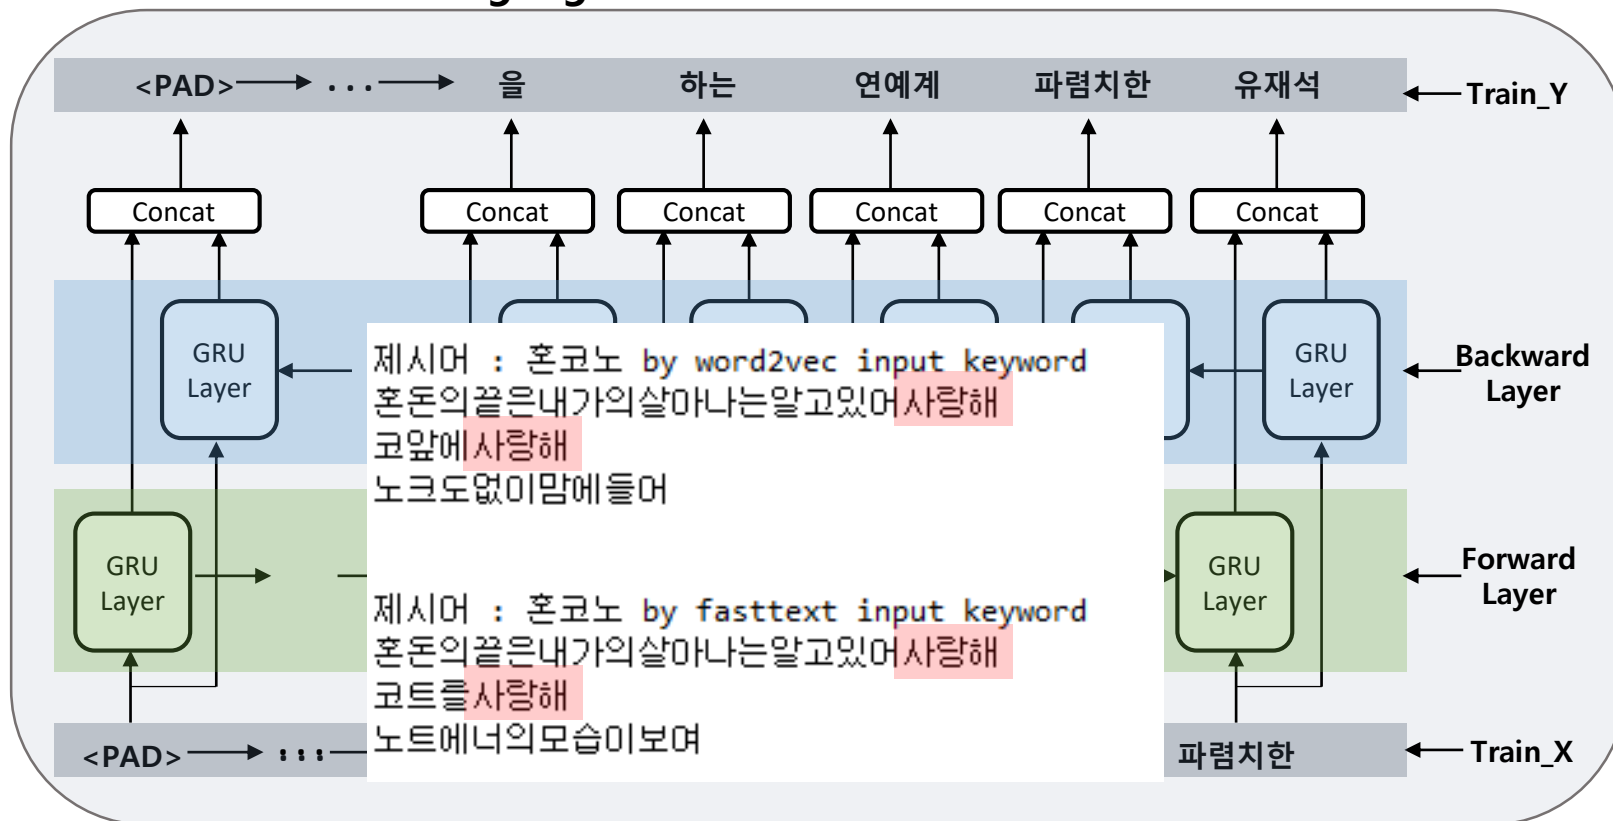 <PAD> ... 을 하는 연예계 파렴치한 유재석 Train_Y
Concat Concat Concat Concat Concat Concat
GRU
Layer
GRU
Layer
Backward
Layer
제시어 : 혼코노 by word2vec input keyword
혼돈의끝은내가의살아나는알고있어사랑해
코앞에사랑해
노크도없이맘에들어
GRU
Layer
GRU
Layer
Forward
Layer
제시어 : 혼코노 by fasttext input keyword
혼돈의끝은내가의살아나는알고있어사랑해
코트를사랑해
노트에너의모습이보여
<PAD> 파렴치한 Train_X